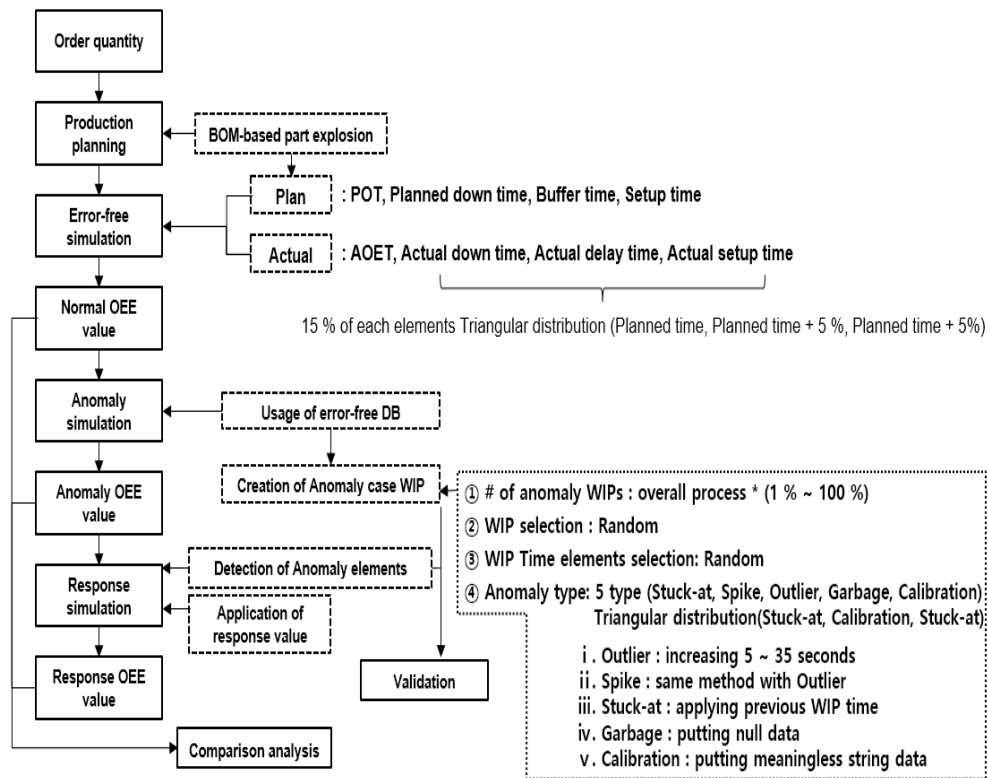 Order quantity
Production
planning
BOM-based part explosion
Plan
: POT, Planned down time, Buffer time, Setup time
Error-free
simulation
Actual
: AOET, Actual down time, Actual delay time, Actual setup time
15 % of each elements Triangular distribution (Planned time, Planned time + 5 %, Planned time + 5%)
Normal OEE
value
Anomaly
simulation
Usage of error-free DB
Anomaly OEE
value
Creation of Anomaly case WIP
① # of anomaly WIPs : overall process * (1 % ~ 100 %)
② WIP selection : Random
③ WIP Time elements selection: Random
④ Anomaly type: 5 type (Stuck-at, Spike, Outlier, Garbage, Calibration)
Triangular distribution(Stuck-at, Calibration, Stuck-at)
ⅰ. Outlier : increasing 5 ~ 35 seconds
ⅱ. Spike : same method with Outlier
ⅲ. Stuck-at : applying previous WIP time
ⅳ. Garbage : putting null data
ⅴ. Calibration : putting meaningless string data
Response
simulation
Detection of Anomaly elements
Application of
response value
Response OEE
value
Validation
Comparison analysis